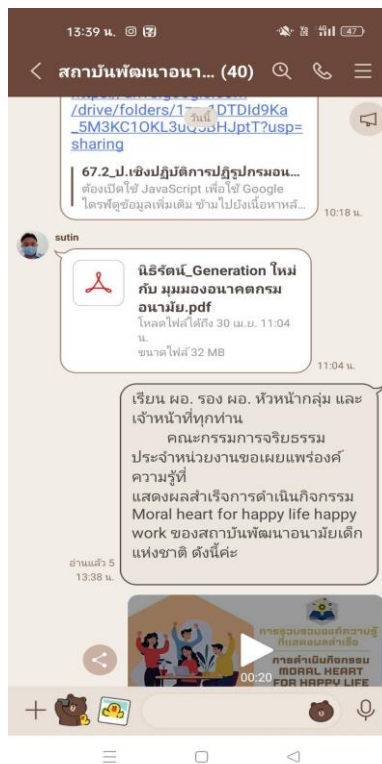 13:39 น.
47
สถาบันพัฒนาอนา... (40)
/drive/folders/1
1DTDId9Ka
วันนี้
_5M3KC1OKL3uQ
HJptT?usp=
sharing
67.2_ป.เชิงปฏิบัติการปฏิรูปกรมอน...
ต้องเปิดใช้ JavaScript เพื่อใช้ Google
ไดรฟ์ดูข้อมูลเพิ่มเติม ข้ามไปยังเนื้อหาหลั...
10:18 น.
sutin
นิธิรัตน์_Generation ใหม่
กับ มุมมองอนาคตกรม
อนามัย.pdf
โหลดไฟล์ได้ถึง 30 เม.ย. 11:04
น.
ขนาดไฟล์ 32 MB
11:04 น.
เรียน ผอ. รอง ผอ. หัวหน้ากลุ่ม และ
เจ้าหน้าที่ทุกท่าน
คณะกรรมการจริยธรรม
ประจำหน่วยงานขอเผยแพร่องค์
ความรู้ที่
แสดงผลสำเร็จการดำเนินกิจกรรม
Moral heart for happy life happy
work ของสถาบันพัฒนาอนามัยเด็ก
แห่งชาติ ดังนี้ค่ะ
อ่านแล้ว 5
13:38 น.
การรวบรวมองค์ความรู้
ที่แสดงผลสำเร็จ
การดำเนินกิจกรรม
MORAL HEART
FOR HAPPY LIFE
00:20